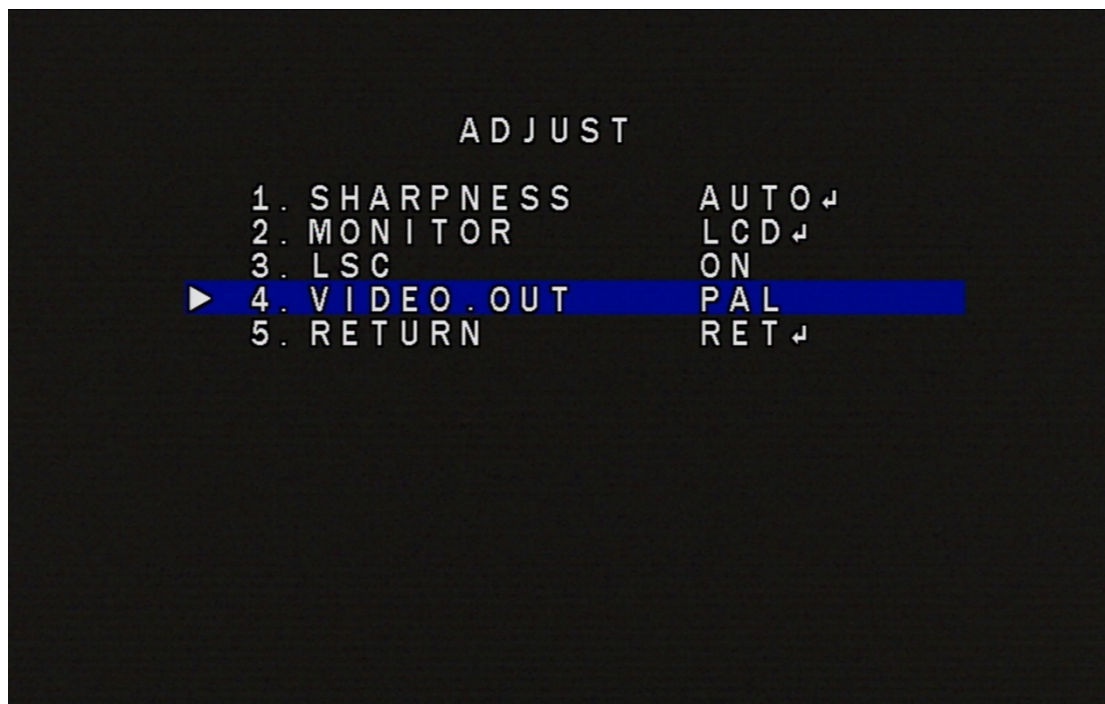 ADJUST
1. SHARPNESS AUTO↲
2. MONITOR LCD↲
3. LSC ON
▶ 4. VIDEO.OUT PAL
5. RETURN RET↲